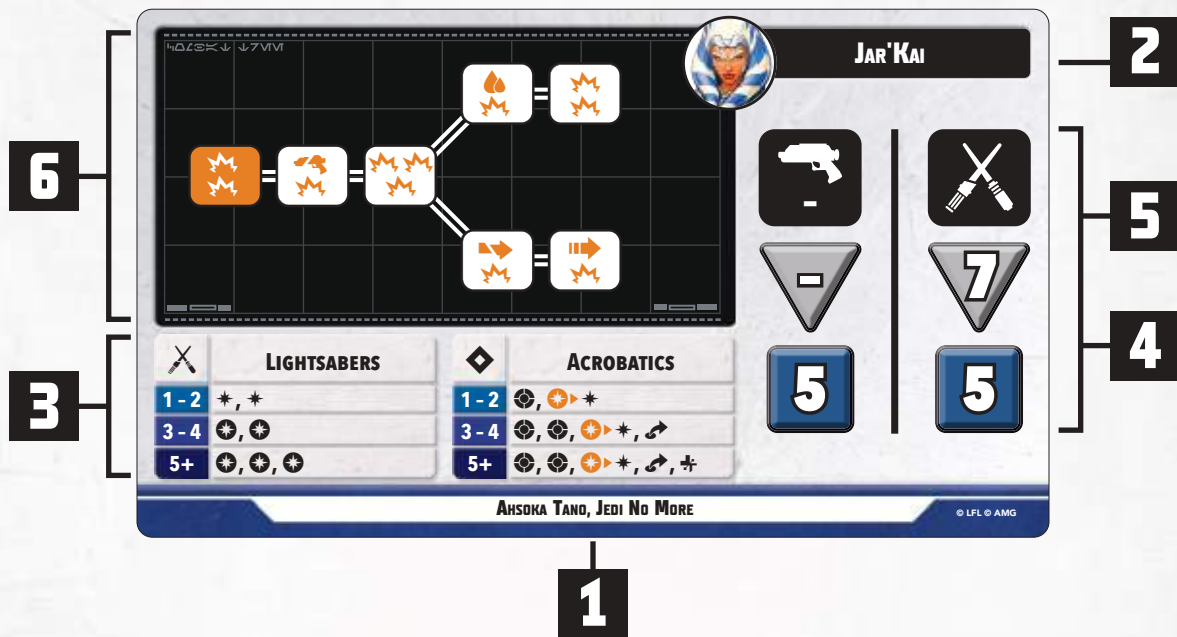 JAR'KAI
6
2
5
4
3
-
-
7
5
5
LIGHTSABERS
1 - 2 ,
3 - 4 ,
5+ , ,
ACROBATICS
1 - 2 ,
3 - 4 , , ,
5+ , , , ,
AHSOKA TANO, JEDI NO MORE
© LFL © AMG
1